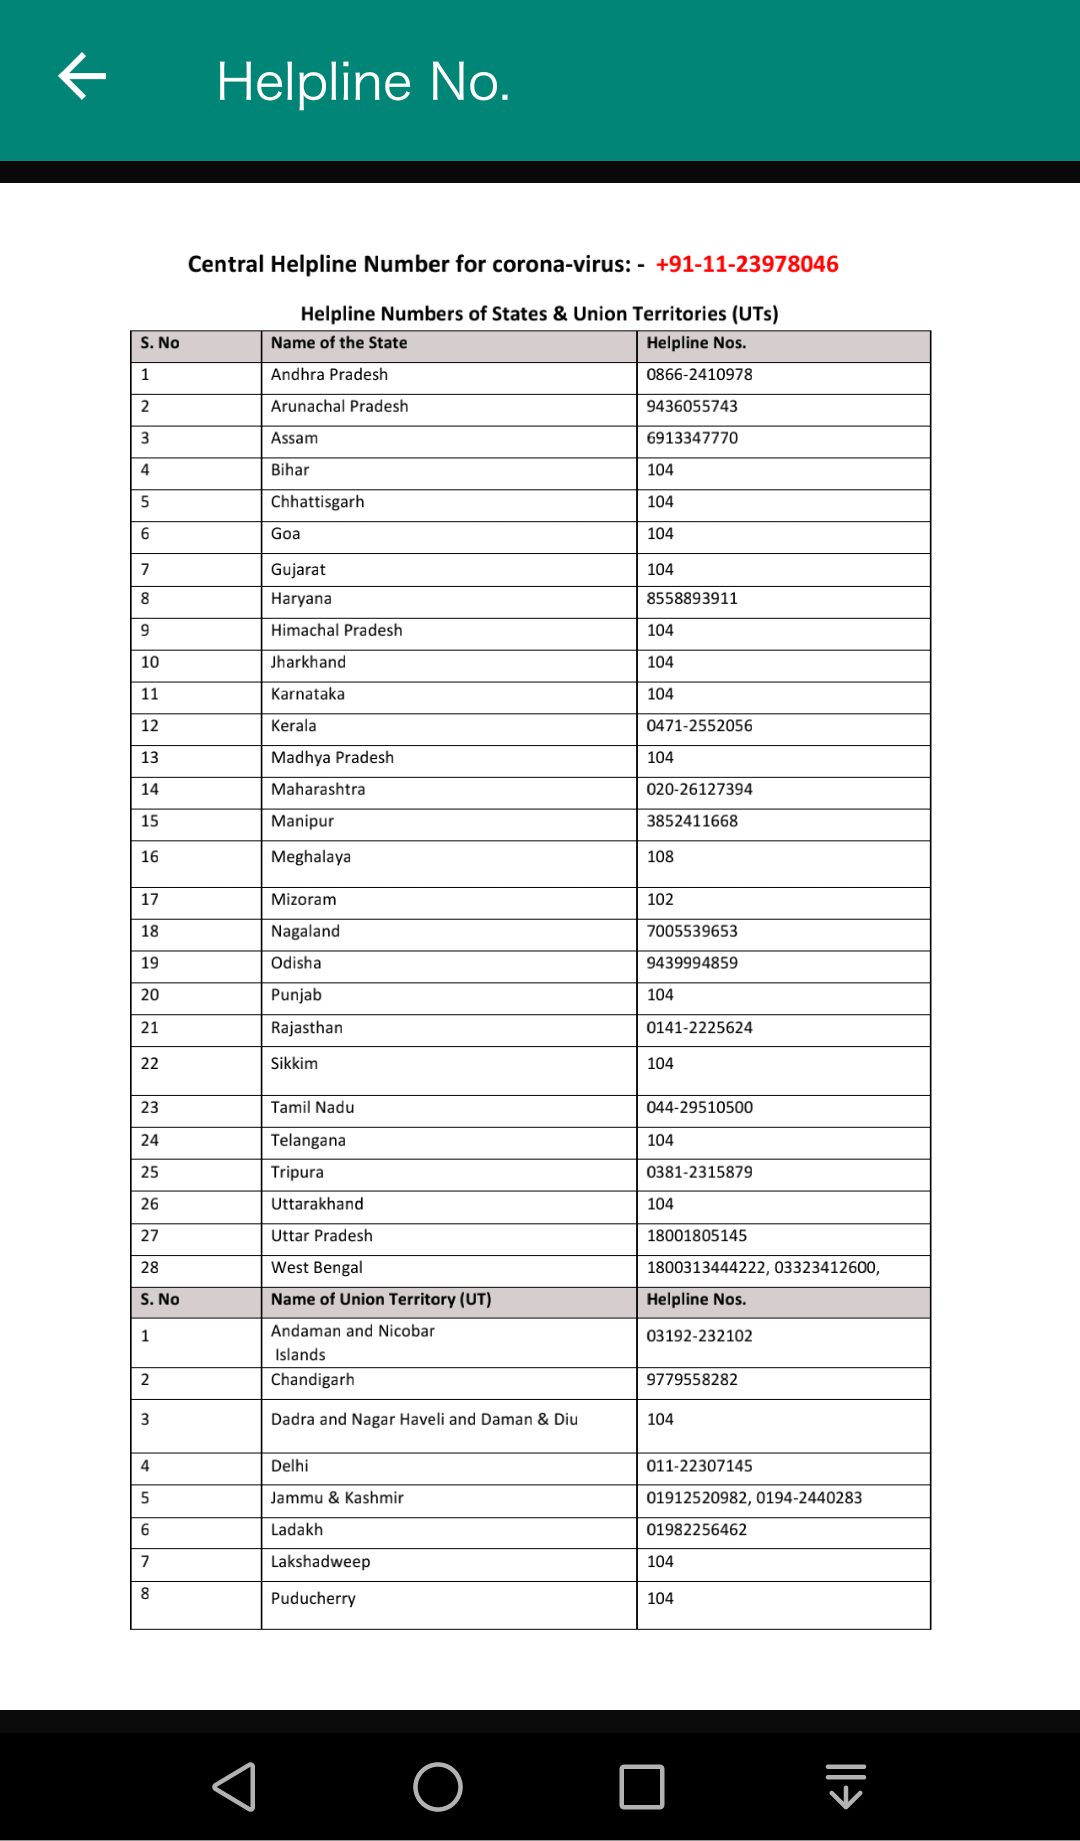 Helpline No.
Central Helpline Number for corona-virus: - +91-11-23978046
Helpline Numbers of States & Union Territories (UTs)
S. No Name of the State Helpline Nos.
1 Andhra Pradesh 0866-2410978
2 Arunachal Pradesh 9436055743
3 Assam 6913347770
4 Bihar 104
5 Chhattisgarh 104
6 Goa 104
7 Gujarat 104
8 Haryana 8558893911
9 Himachal Pradesh 104
10 Jharkhand 104
11 Karnataka 104
12 Kerala 0471-2552056
13 Madhya Pradesh 104
14 Maharashtra 020-26127394
15 Manipur 3852411668
16 Meghalaya 108
17 Mizoram 102
18 Nagaland 7005539653
19 Odisha 9439994859
20 Punjab 104
21 Rajasthan 0141-2225624
22 Sikkim 104
23 Tamil Nadu 044-29510500
24 Telangana 104
25 Tripura 0381-2315879
26 Uttarakhand 104
27 Uttar Pradesh 18001805145
28 West Bengal 1800313444222, 03323412600,
S. No Name of Union Territory (UT) Helpline Nos.
1 Andaman and Nicobar 03192-232102
Islands
2 Chandigarh 9779558282
3 Dadra and Nagar Haveli and Daman & Diu 104
4 Delhi 011-22307145
5 Jammu & Kashmir 01912520982, 0194-2440283
6 Ladakh 01982256462
7 Lakshadweep 104
8 Puducherry 104